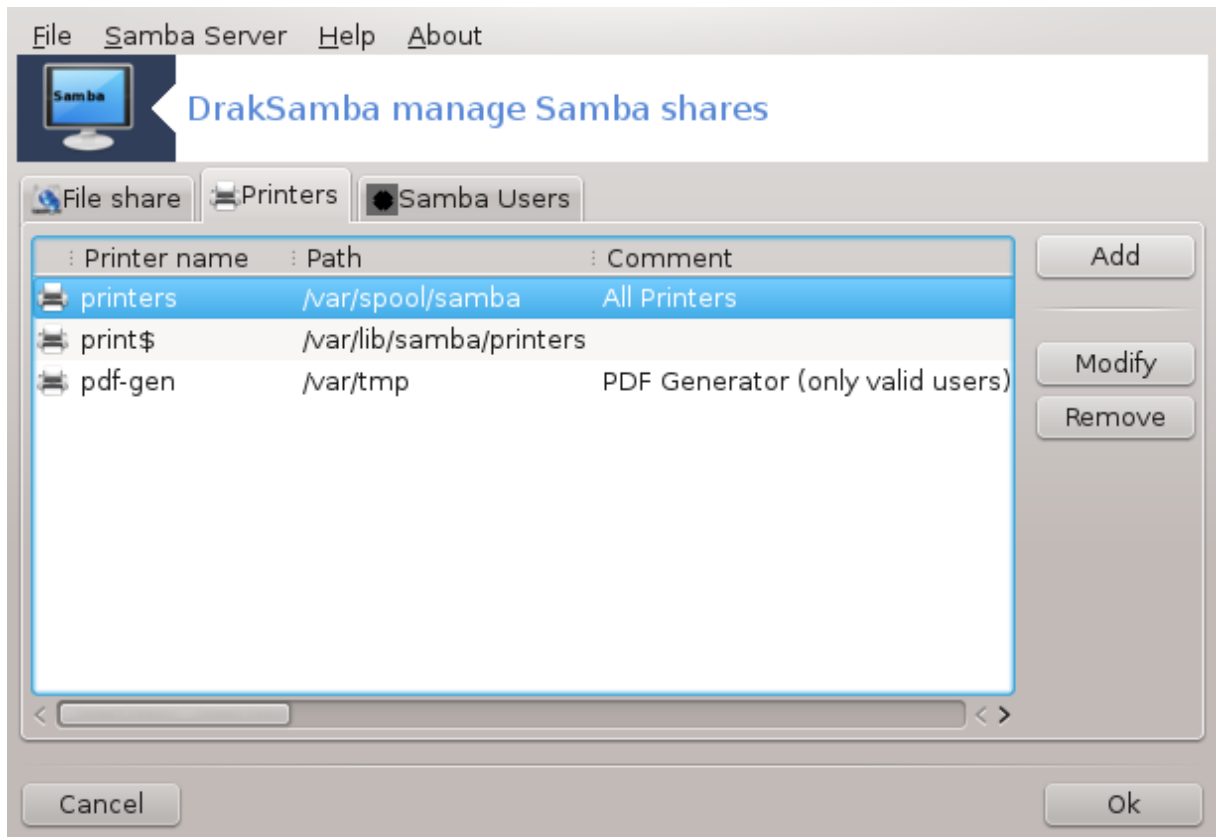 File Samba Server Help About
Samba
DrakSamba manage Samba shares
File share Printers Samba Users
Printer name Path Comment
Add
printers /var/spool/samba All Printers
print$ /var/lib/samba/printers
Modify
pdf-gen /var/tmp PDF Generator (only valid users)
Remove
Cancel Ok